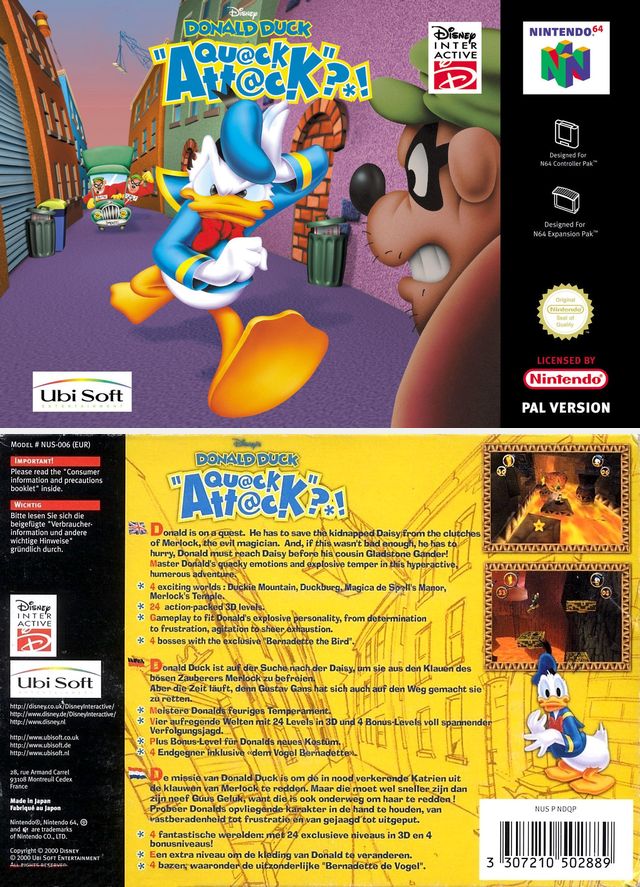 Disney
DONALD DUCK
"QU@CK
ATT@CK"?*!
Disney
INTER
ACTIVE
D
NINTENDO 64
N
Designed For
N64 Controller Pak™
Designed For
N64 Expansion Pak™
Original
Nintendo
Seal of
Quality
LICENSED BY
Nintendo®
PAL VERSION
Ubi Soft
entertainment
MODEL # NUS-006 (EUR)
IMPORTANT!
Please read the "Consumer
information and precautions
booklet" inside.
WICHTIG
Bitte lesen Sie sich die
beigefügte "Verbraucher-
information und andere
wichtige Hinweise"
gründlich durch.
Disney
INTER
ACTIVE
D
Ubi Soft
http://disney.co.uk/DisneyInteractive/
http://www.disney.de/DisneyInteractive/
http://www.disney.nl
http://www.ubisoft.co.uk
http://www.ubisoft.de
http://www.ubisoft.nl
28, rue Armand Carrel
93108 Montreuil Cedex
France
Made in Japan
Fabriqué au Japon
Nintendo®, Nintendo 64, ®
and are trademarks
of Nintendo CO., LTD.
Copyright © 2000 Disney
© 2000 UBI SOFT ENTERTAINMENT
ALL RIGHTS RESERVED.
Disney's
DONALD DUCK
"QU@CK
ATT@CK"?*!
Donald is on a quest. He has to save the kidnapped Daisy from the clutches
of Merlock, the evil magician. And, if this wasn't bad enough, he has to
hurry, Donald must reach Daisy before his cousin Gladstone Gander!
Master Donald's quacky emotions and explosive temper in this hyperactive,
humerous adventure.
* 4 exciting worlds : Duckie Mountain, Duckburg, Magica de Spell's Manor,
Merlock's Temple.
* 24 action-packed 3D levels.
* Gameplay to fit Donald's explosive personality, from determination
to frustration, agitation to sheer exhaustion.
* 4 bosses with the exclusive "Bernadette the Bird".
Donald Duck ist auf der Suche nach der Daisy, um sie aus den Klauen des
bösen Zauberers Merlock zu befreien.
Aber die Zeit läuft, denn Gustav Gans hat sich auch auf den Weg gemacht sie
zu retten.
* Meistere Donalds feuriges Temperament.
* Vier aufregende Welten mit 24 Levels in 3D und 4 Bonus-Levels voll spannender
Verfolgungsjagd.
* Plus Bonus-Level für Donalds neues Kostüm.
* 4 Endgegner inklusive «dem Vogel Bernadette».
De missie van Donald Duck is om de in nood verkerende Katrien uit
de klauwen van Merlock te redden. Maar die moet wel sneller zijn dan
zijn neef Guus Geluk, want die is ook onderweg om haar te redden !
Probeer Donalds opvliegende karakter in de hand te houden, van
vastberadenheid tot frustratie en van gejaagd tot uitgeput.
* 4 fantastische werelden: met 24 exclusieve niveaus in 3D en 4
bonusniveaus!
* Een extra niveau om de kleding van Donald te veranderen.
* 4 bazen, waaronder de uitzonderlijke "Bernadette de Vogel".
NUS P NDQP
3 307210 502889